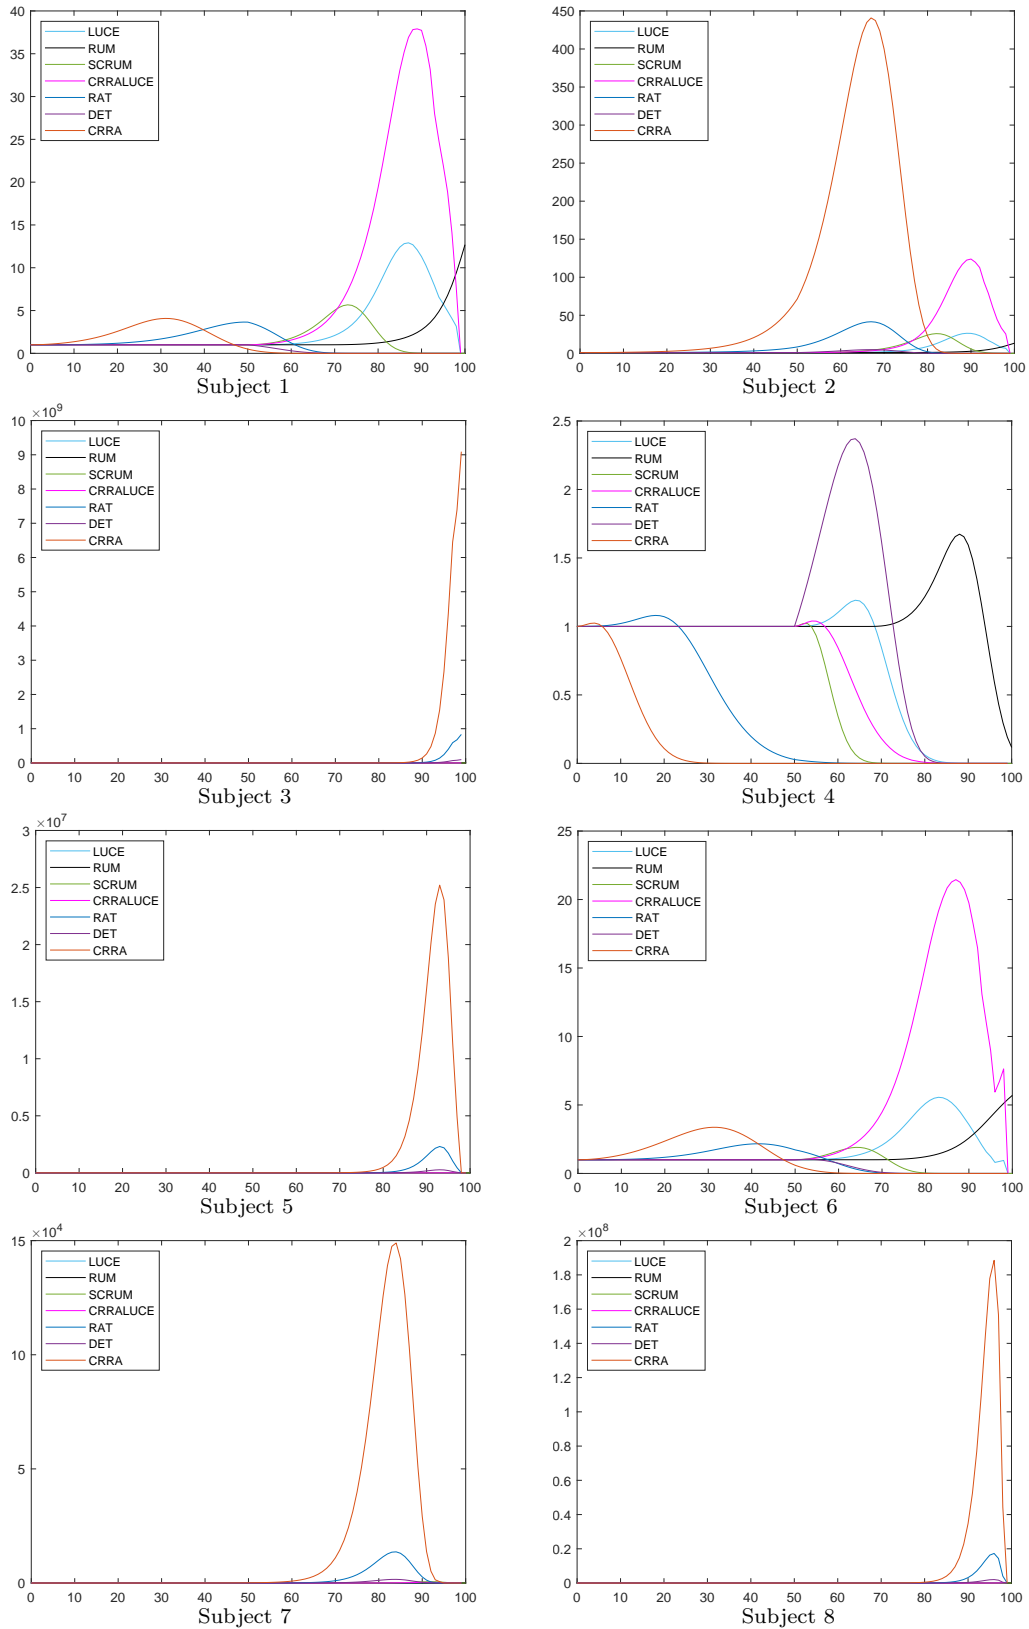 40
35
30
25
20
15
10
5
0
LUCE
RUM
SCRUM
CRRALUCE
RAT
DET
CRRA
0 10 20 30 40 50 60 70 80 90 100
Subject 1
450
400
350
300
250
200
150
100
50
0
LUCE
RUM
SCRUM
CRRALUCE
RAT
DET
CRRA
0 10 20 30 40 50 60 70 80 90 100
Subject 2
×10^9
10
9
8
7
6
5
4
3
2
1
0
LUCE
RUM
SCRUM
CRRALUCE
RAT
DET
CRRA
0 10 20 30 40 50 60 70 80 90 100
Subject 3
2.5
2
1.5
1
0.5
0
LUCE
RUM
SCRUM
CRRALUCE
RAT
DET
CRRA
0 10 20 30 40 50 60 70 80 90 100
Subject 4
×10^7
3
2.5
2
1.5
1
0.5
0
LUCE
RUM
SCRUM
CRRALUCE
RAT
DET
CRRA
0 10 20 30 40 50 60 70 80 90 100
Subject 5
25
20
15
10
5
0
LUCE
RUM
SCRUM
CRRALUCE
RAT
DET
CRRA
0 10 20 30 40 50 60 70 80 90 100
Subject 6
×10^4
15
10
5
0
LUCE
RUM
SCRUM
CRRALUCE
RAT
DET
CRRA
0 10 20 30 40 50 60 70 80 90 100
Subject 7
×10^8
2
1.8
1.6
1.4
1.2
1
0.8
0.6
0.4
0.2
0
LUCE
RUM
SCRUM
CRRALUCE
RAT
DET
CRRA
0 10 20 30 40 50 60 70 80 90 100
Subject 8